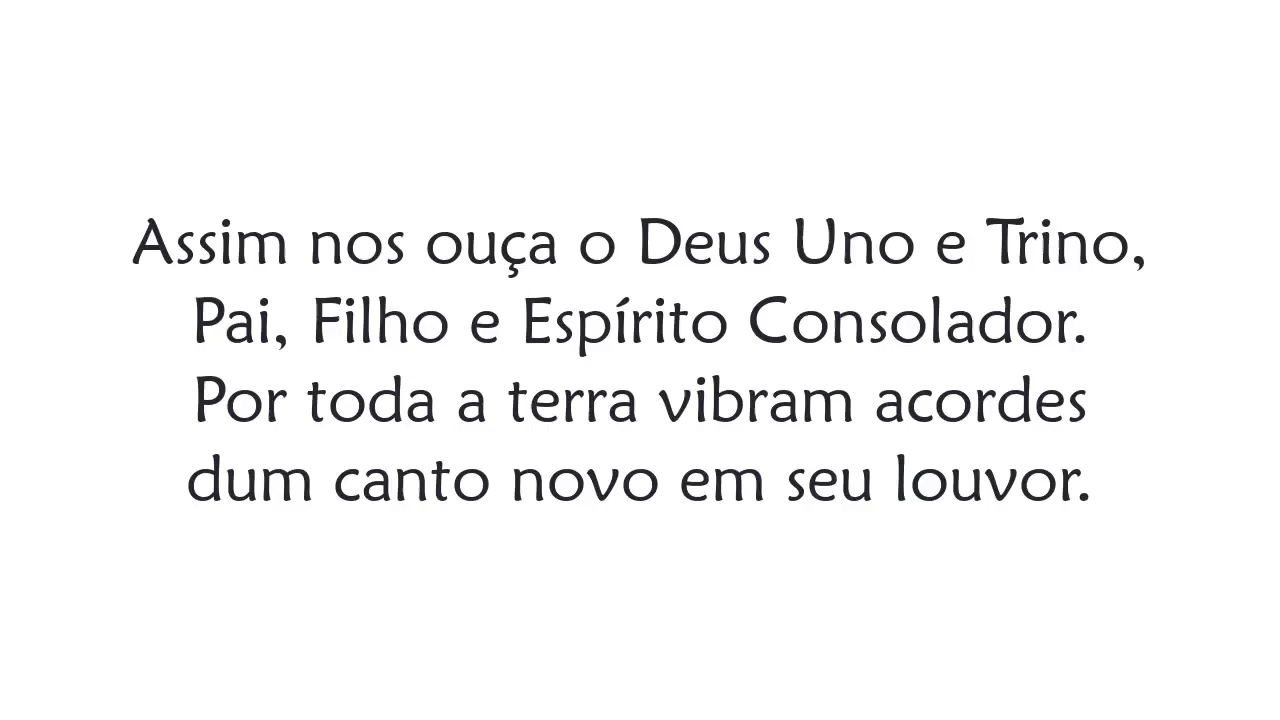 Assim nos ouça o Deus Uno e Trino,
Pai, Filho e Espírito Consolador.
Por toda a terra vibram acordes
dum canto novo em seu louvor.